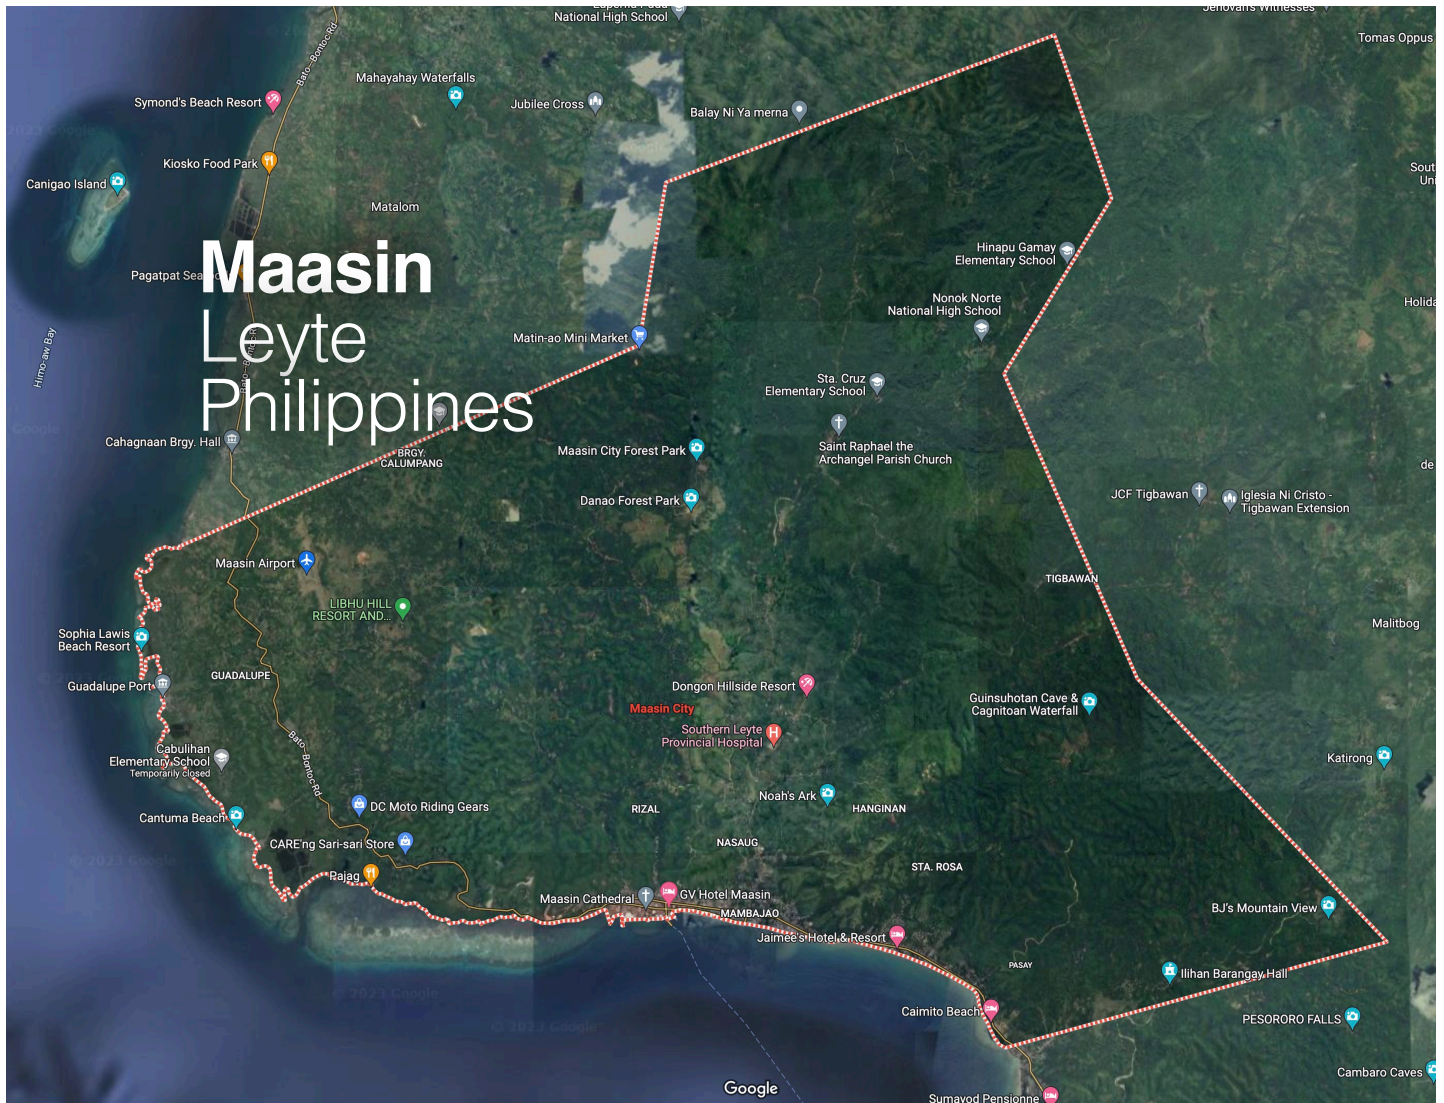 National High School
Jehovah's Witnesses
Tomas Oppus
Bato - Bontoc Rd
Mahayahay Waterfalls
Symond's Beach Resort
Jubilee Cross
Balay Ni Ya merna
Kiosko Food Park
Canigao Island
Matalom
Hinapu Gamay
Elementary School
Maasin
Leyte
Philippines
Nonok Norte
National High School
Himo-aw Bay
Matin-ao Mini Market
Sta. Cruz
Elementary School
Cahagnaan Brgy. Hall
BRGY.
CALUMPANG
Maasin City Forest Park
Saint Raphael the
Archangel Parish Church
Danao Forest Park
JCF Tigbawan
Iglesia Ni Cristo -
Tigbawan Extension
Maasin Airport
TIGBAWAN
LIBHU HILL
RESORT AND...
Malitbog
Sophia Lawis
Beach Resort
GUADALUPE
Guadalupe Port
Dongon Hillside Resort
Maasin City
Guinsuhotan Cave &
Cagnitoan Waterfall
Southern Leyte
Provincial Hospital
Cabulihan
Elementary School
Temporarily closed
Bato - Bontoc Rd
Katirong
Noah's Ark
DC Moto Riding Gears
RIZAL
HANGINAN
Cantuma Beach
CARE'ng Sari-sari Store
NASAUG
STA. ROSA
Pajag
Maasin Cathedral
GV Hotel Maasin
MAMBAJAO
BJ's Mountain View
Jaimee's Hotel & Resort
PASAY
Ilihan Barangay Hall
Caimito Beach
PESORORO FALLS
Cambaro Caves
Google
Sumayod Pensionne